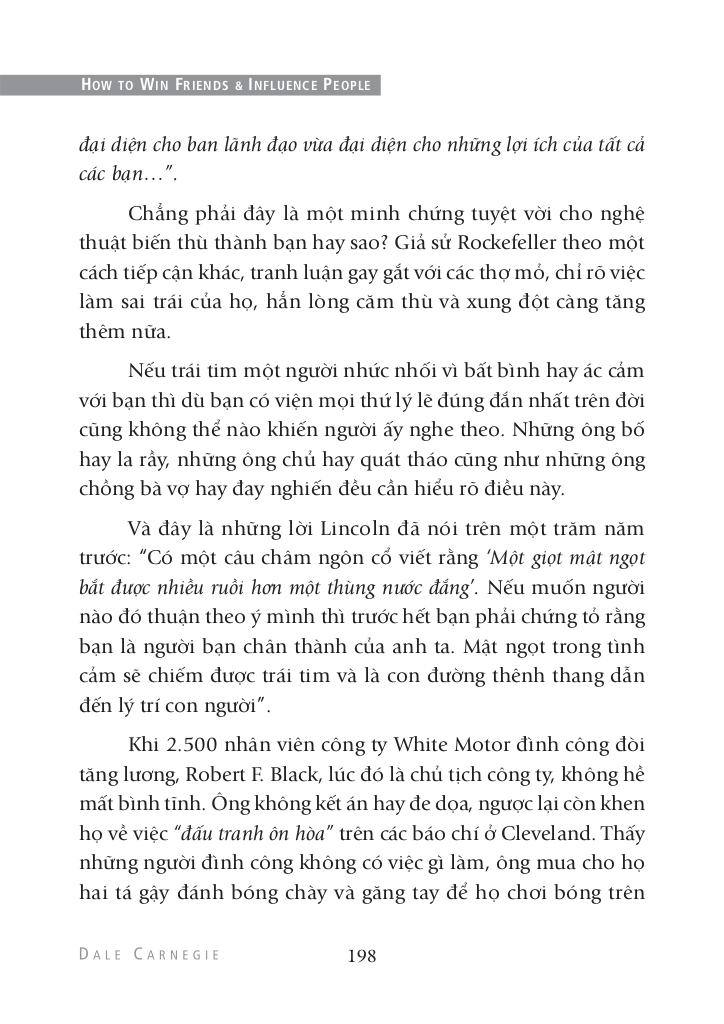 HOW TO WIN FRIENDS & INFLUENCE PEOPLE
đại diện cho ban lãnh đạo vừa đại diện cho những lợi ích của tất cả
các bạn…”.
Chẳng phải đây là một minh chứng tuyệt vời cho nghệ
thuật biến thù thành bạn hay sao? Giả sử Rockefeller theo một
cách tiếp cận khác, tranh luận gay gắt với các thợ mỏ, chỉ rõ việc
làm sai trái của họ, hẳn lòng căm thù và xung đột càng tăng
thêm nữa.
Nếu trái tim một người nhức nhối vì bất bình hay ác cảm
với bạn thì dù bạn có viện mọi thứ lý lẽ đúng đắn nhất trên đời
cũng không thể nào khiến người ấy nghe theo. Những ông bố
hay la rầy, những ông chủ hay quát tháo cũng như những ông
chồng bà vợ hay đay nghiến đều cần hiểu rõ điều này.
Và đây là những lời Lincoln đã nói trên một trăm năm
trước: “Có một câu châm ngôn cổ viết rằng ‘Một giọt mật ngọt
bắt được nhiều ruồi hơn một thùng nước đắng’. Nếu muốn người
nào đó thuận theo ý mình thì trước hết bạn phải chứng tỏ rằng
bạn là người bạn chân thành của anh ta. Mật ngọt trong tình
cảm sẽ chiếm được trái tim và là con đường thênh thang dẫn
đến lý trí con người”.
Khi 2.500 nhân viên công ty White Motor đình công đòi
tăng lương, Robert F. Black, lúc đó là chủ tịch công ty, không hề
mất bình tĩnh. Ông không kết án hay đe dọa, ngược lại còn khen
họ về việc “đấu tranh ôn hòa” trên các báo chí ở Cleveland. Thấy
những người đình công không có việc gì làm, ông mua cho họ
hai tá gậy đánh bóng chày và găng tay để họ chơi bóng trên
DALE CARNEGIE
198